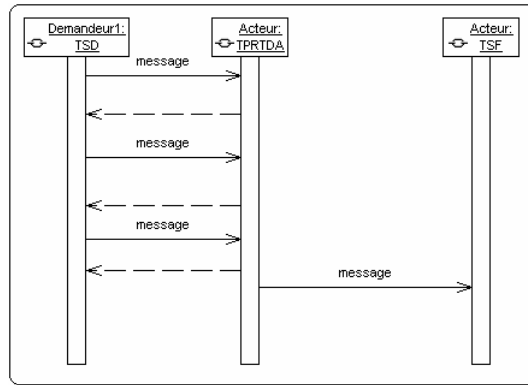 Demandeur1:
TSD
Acteur:
TPRTDA
Acteur:
TSF
message
message
message
message